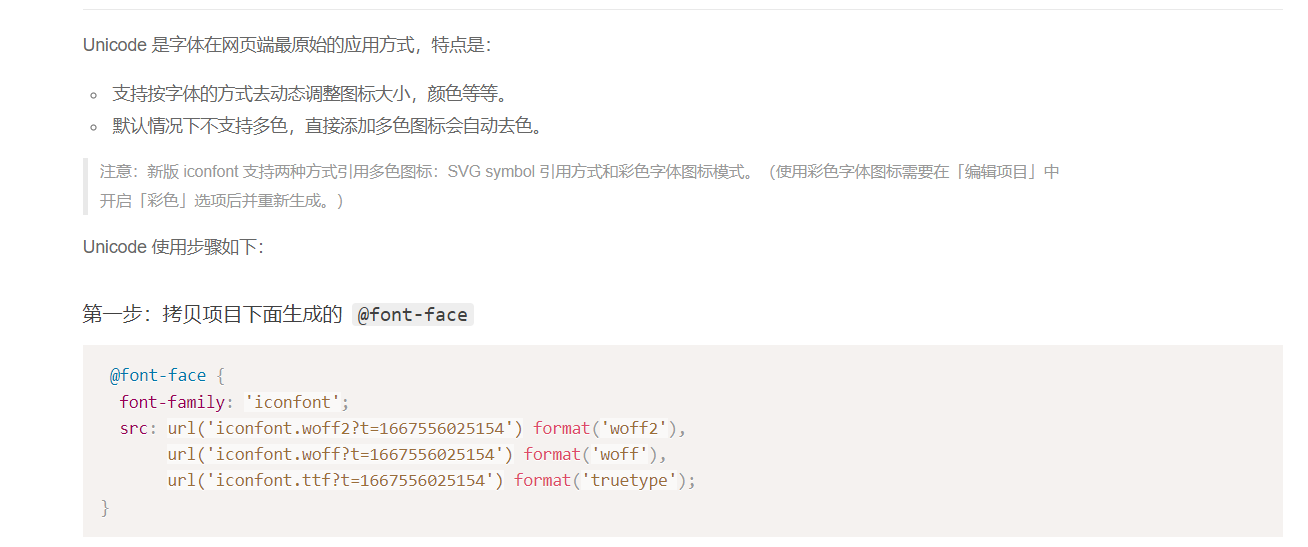 Unicode 是字体在网页端最原始的应用方式，特点是：
支持按字体的方式去动态调整图标大小，颜色等等。
默认情况下不支持多色，直接添加多色图标会自动去色。
注意：新版 iconfont 支持两种方式引用多色图标：SVG symbol 引用方式和彩色字体图标模式。（使用彩色字体图标需要在「编辑项目」中
开启「彩色」选项后并重新生成。）
Unicode 使用步骤如下：
第一步：拷贝项目下面生成的 @font-face
@font-face {
font-family: 'iconfont';
src: url('iconfont.woff2?t=1667556025154') format('woff2'),
url('iconfont.woff?t=1667556025154') format('woff'),
url('iconfont.ttf?t=1667556025154') format('truetype');
}